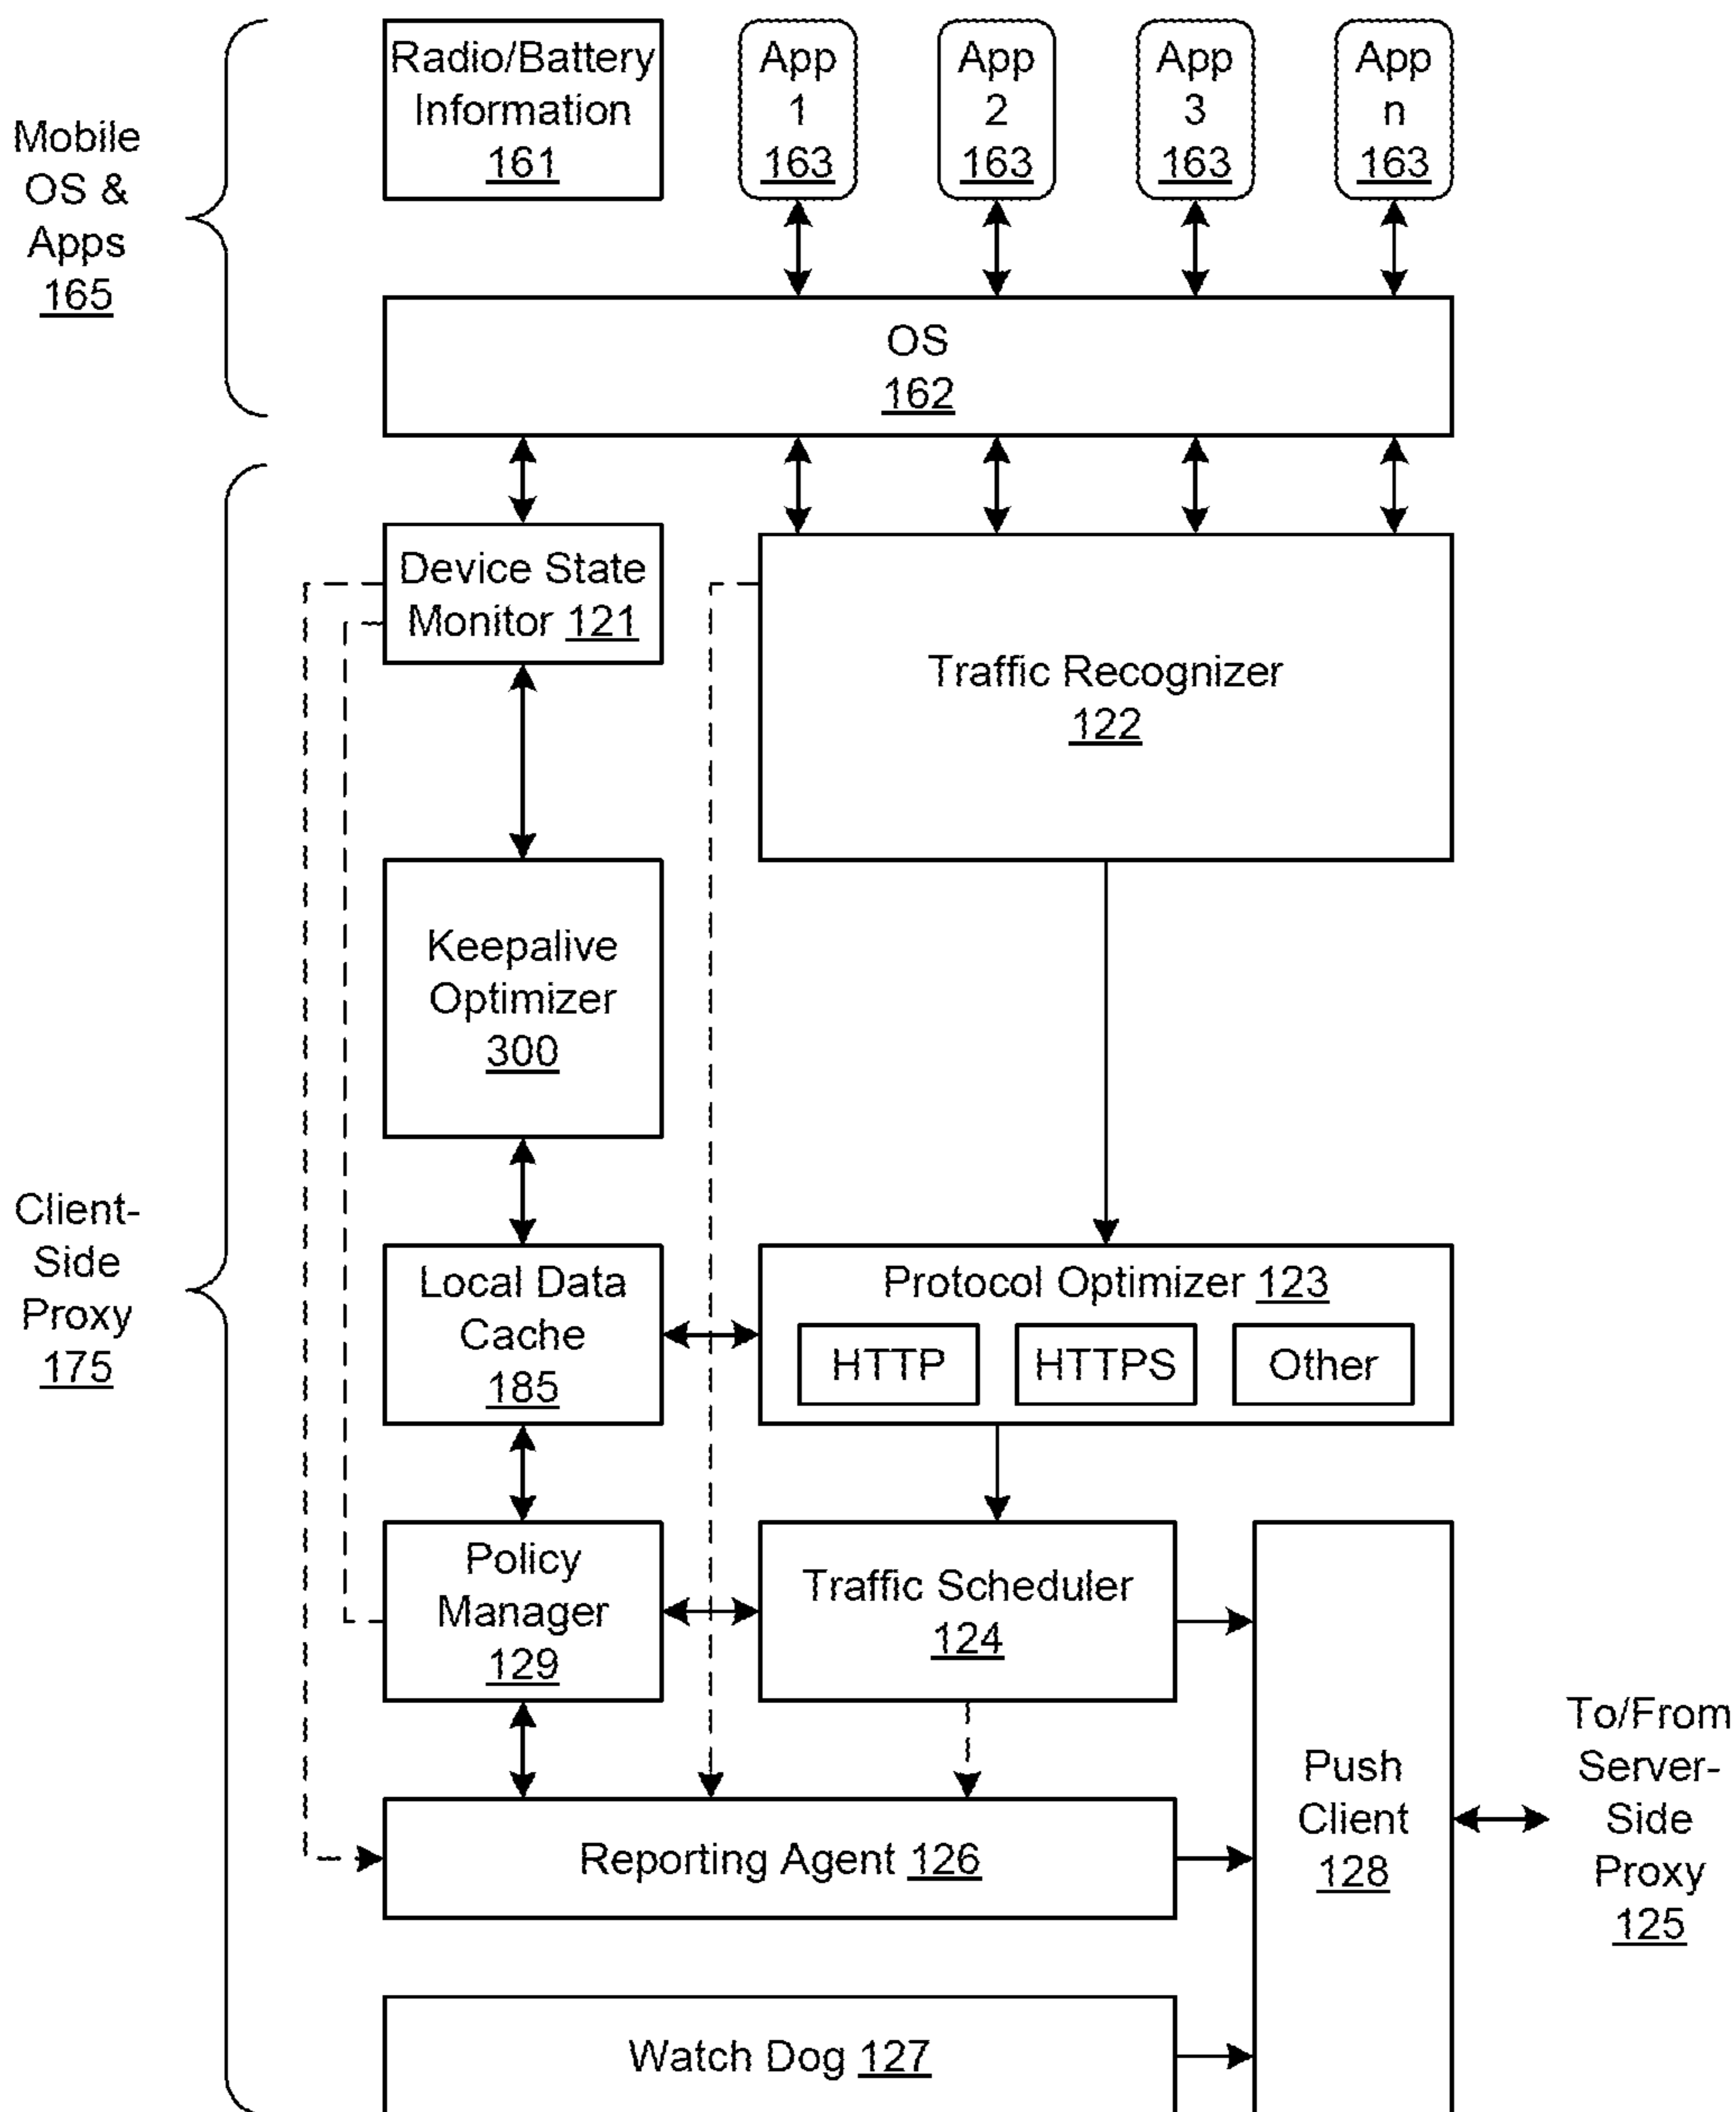 Radio/Battery
Information
161
App
1
163
App
2
163
App
3
163
App
n
163
Mobile
OS &
Apps
165
OS
162
Device State
Monitor 121
Traffic Recognizer
122
Keepalive
Optimizer
300
Client-
Side
Proxy
175
Local Data
Cache
185
Protocol Optimizer 123
HTTP
HTTPS
Other
Policy
Manager
129
Traffic Scheduler
124
Push
Client
128
To/From
Server-
Side
Proxy
125
Reporting Agent 126
Watch Dog 127